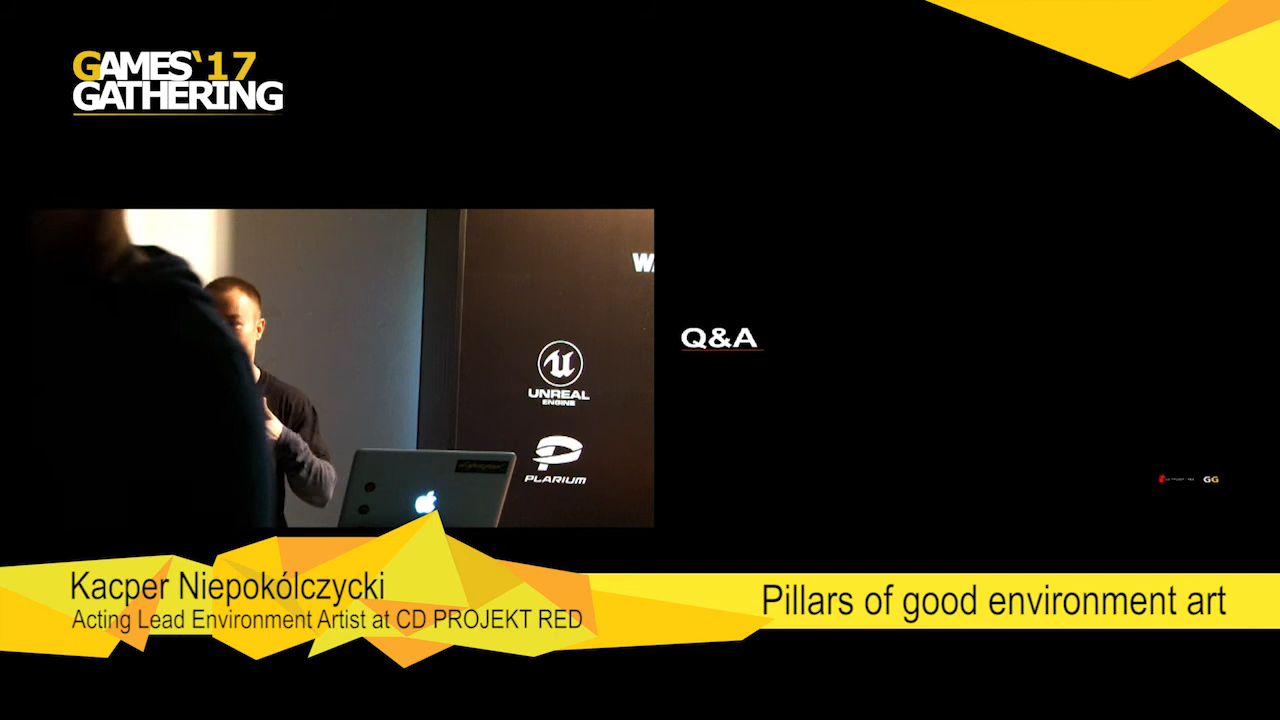 GAMES'17
GATHERING
WA
UNREAL
ENGINE
PLARIUM
Q&A
GG
Kacper Niepokólczycki
Acting Lead Environment Artist at CD PROJEKT RED
Pillars of good environment art